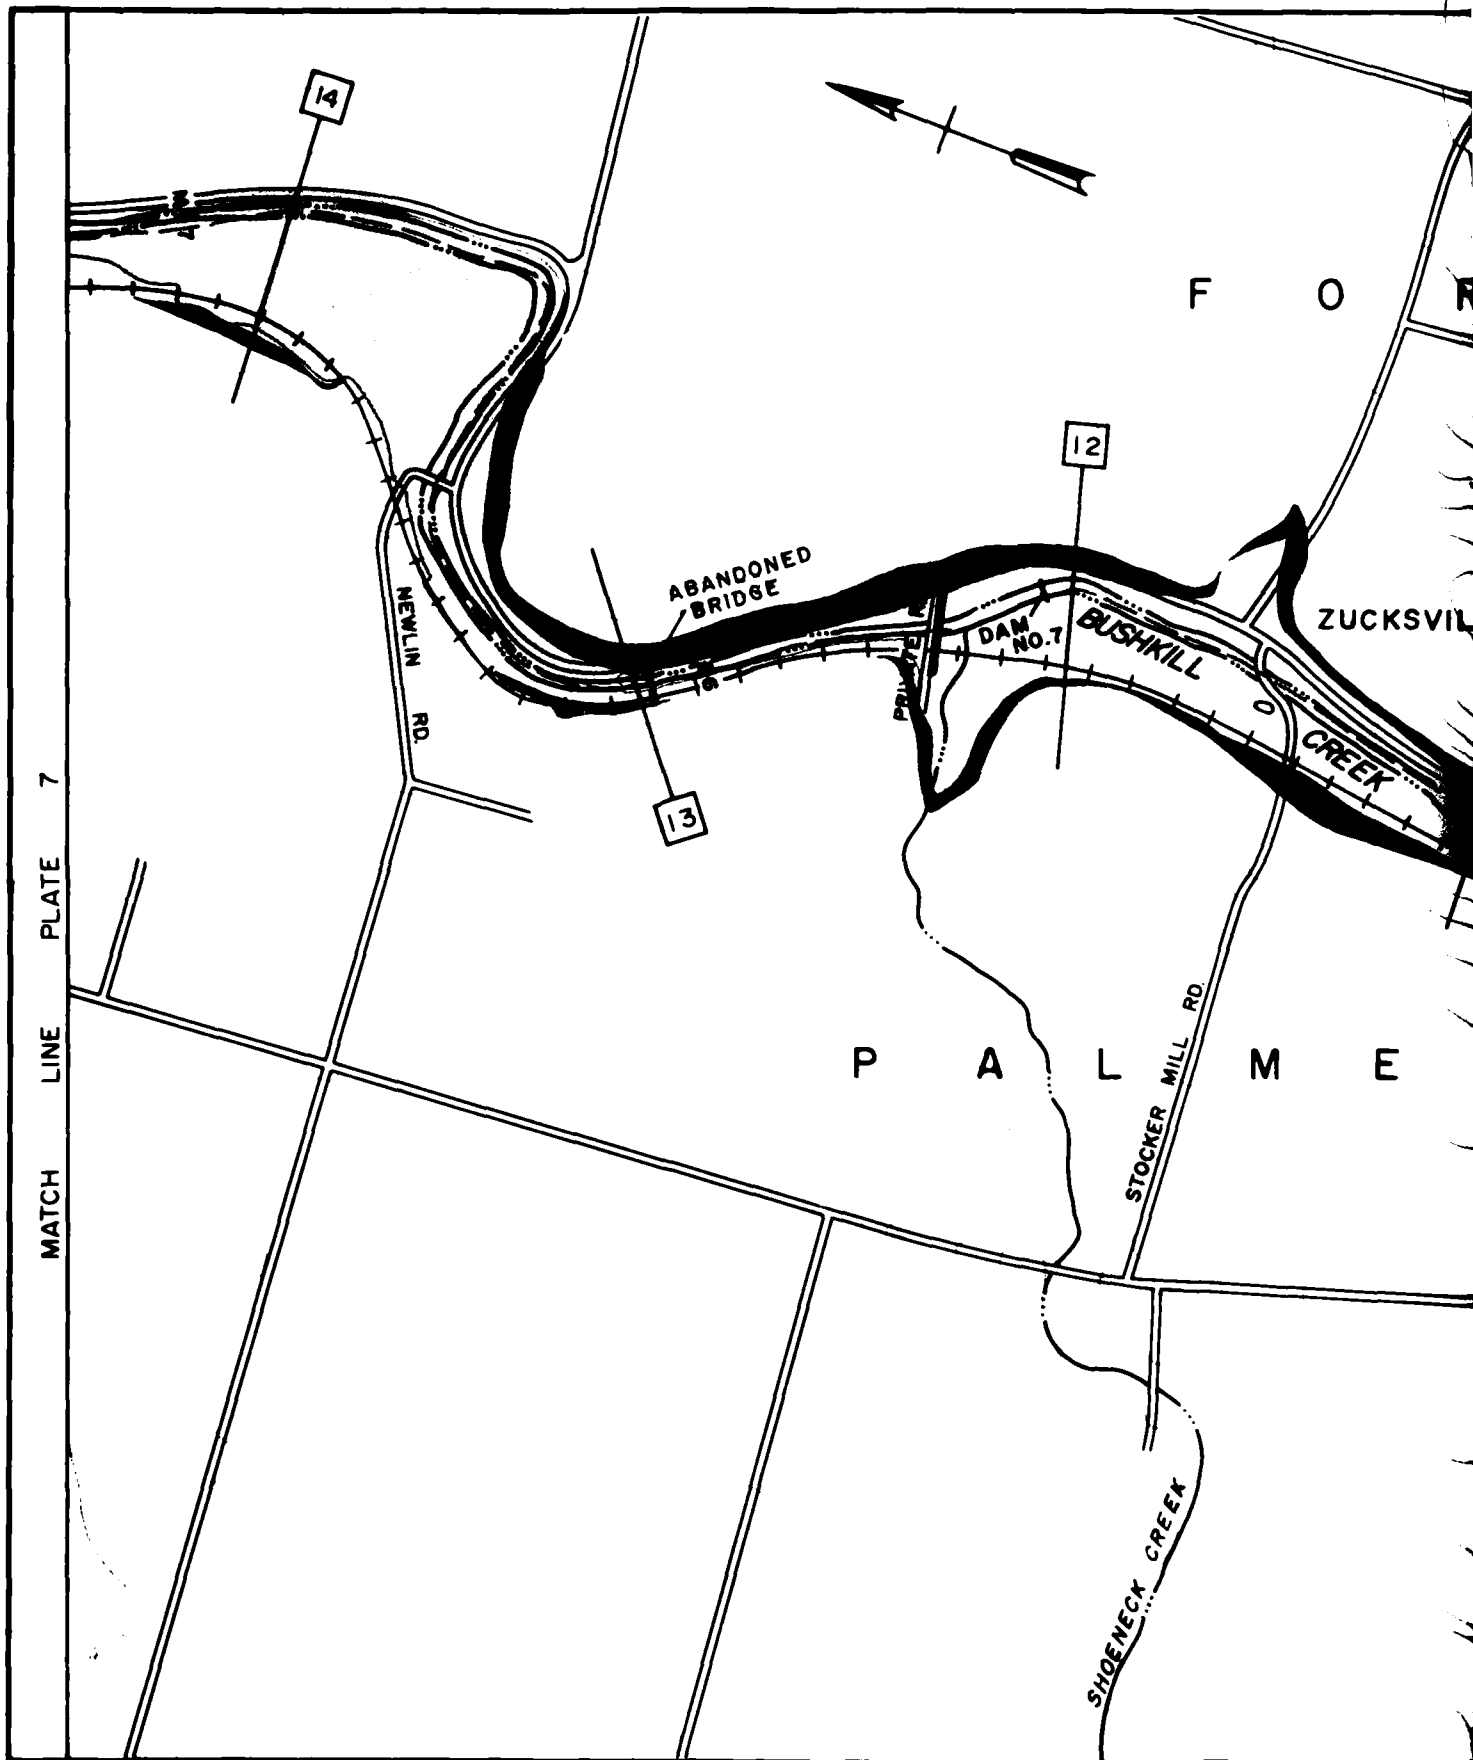 14
F O R
12
ABANDONED
BRIDGE
ZUCKSVIL
DAM
NO.7
BUSHKILL
NEWLIN RD.
CREEK
13
MATCH LINE PLATE 7
P A L M E
STOCKER MILL RD.
SHOENECK CREEK